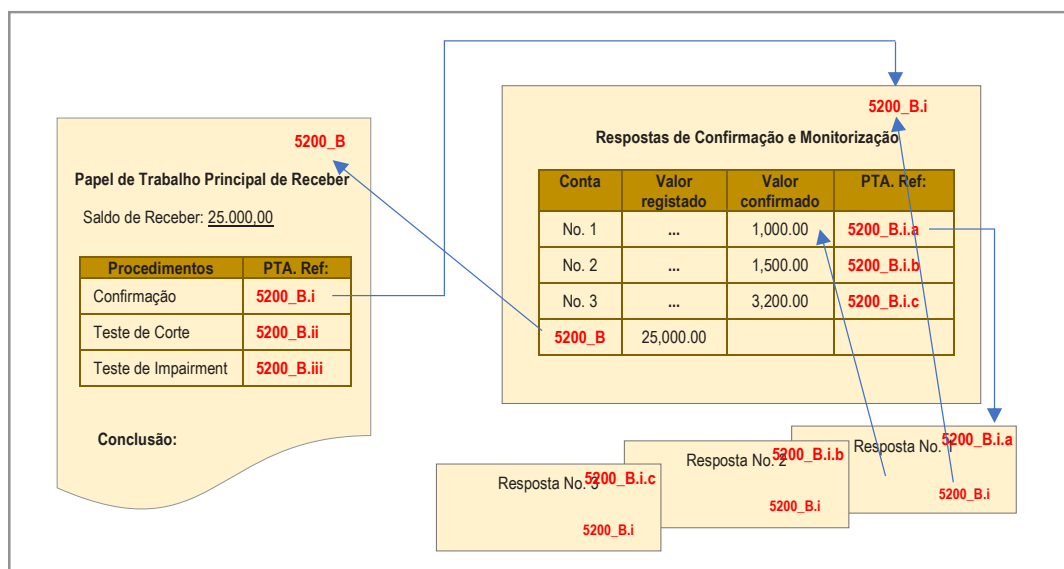 5200_B
Papel de Trabalho Principal de Receber
Saldo de Receber: 25.000,00
Procedimentos PTA. Ref:
Confirmação 5200_B.i
Teste de Corte 5200_B.ii
Teste de Impairment 5200_B.iii
Conclusão:
5200_B.i
Respostas de Confirmação e Monitorização
Conta Valor registado Valor confirmado PTA. Ref:
No. 1 ... 1,000.00 5200_B.i.a
No. 2 ... 1,500.00 5200_B.i.b
No. 3 ... 3,200.00 5200_B.i.c
5200_B 25,000.00
Resposta No. 1 5200_B.i.a
5200_B.i
Resposta No. 2 5200_B.i.b
5200_B.i
Resposta No. 3 5200_B.i.c
5200_B.i